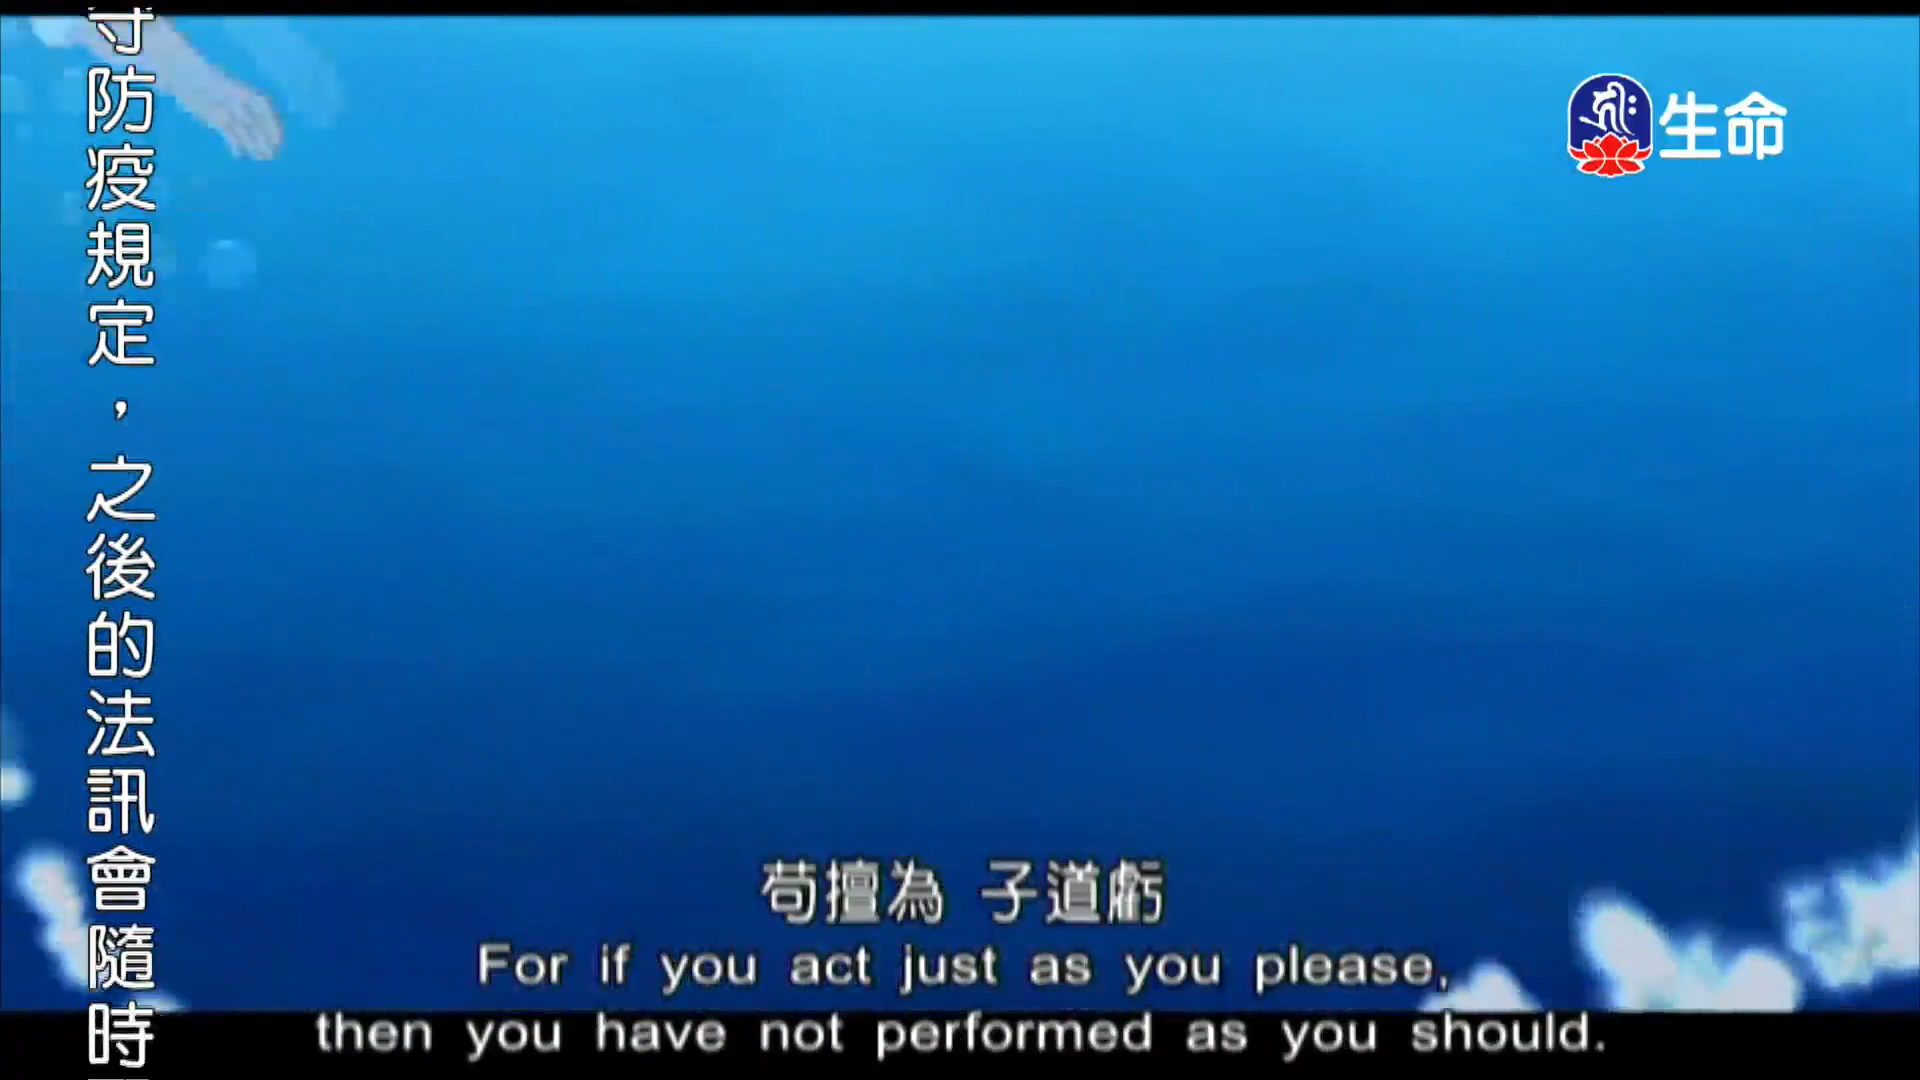 防疫規定，之後的法訊會隨時
生命
苟擅為 子道虧
For if you act just as you please,
then you have not performed as you should.